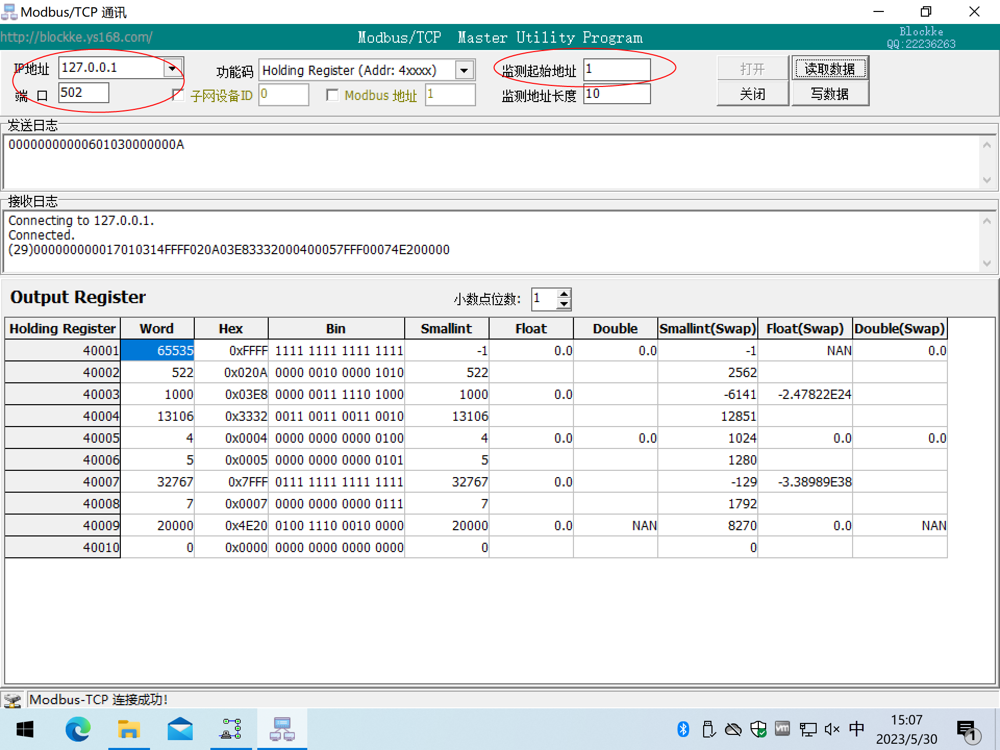 Modbus/TCP 通讯
http://blockke.ys168.com/
Modbus/TCP Master Utility Program
Blockke
QQ:22236263
IP地址 127.0.0.1
功能码 Holding Register (Addr: 4xxxx)
监测起始地址 1
打开
读取数据
端 口 502
子网设备ID 0
Modbus 地址 1
监测地址长度 10
关闭
写数据
发送日志
00000000000601030000000A
接收日志
Connecting to 127.0.0.1.
Connected.
(29)000000000017010314FFFF020A03E83332000400057FFF00074E200000
Output Register
小数点位数: 1
Holding Register Word Hex Bin Smallint Float Double Smallint(Swap) Float(Swap) Double(Swap)
40001 65535 0xFFFF 1111 1111 1111 1111 -1 0.0 0.0 -1 NAN 0.0
40002 522 0x020A 0000 0010 0000 1010 522 2562
40003 1000 0x03E8 0000 0011 1110 1000 1000 0.0 -6141 -2.47822E24
40004 13106 0x3332 0011 0011 0011 0010 13106 12851
40005 4 0x0004 0000 0000 0000 0100 4 0.0 0.0 1024 0.0 0.0
40006 5 0x0005 0000 0000 0000 0101 5 1280
40007 32767 0x7FFF 0111 1111 1111 1111 32767 0.0 -129 -3.38989E38
40008 7 0x0007 0000 0000 0000 0111 7 1792
40009 20000 0x4E20 0100 1110 0010 0000 20000 0.0 NAN 8270 0.0 NAN
40010 0 0x0000 0000 0000 0000 0000 0 0
Modbus-TCP 连接成功!
vm
中
15:07
2023/5/30
1